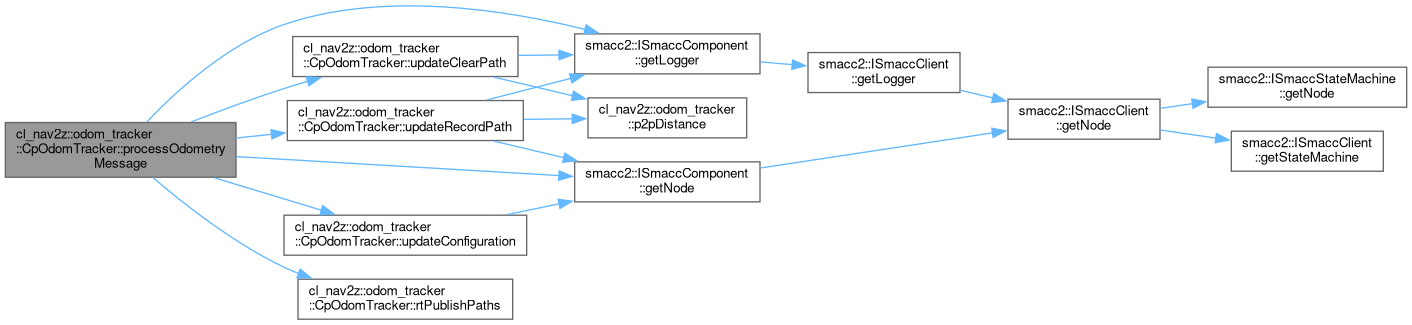 cl_nav2z::odom_tracker
::CpOdomTracker::processOdometry
Message
cl_nav2z::odom_tracker
::CpOdomTracker::updateClearPath
cl_nav2z::odom_tracker
::CpOdomTracker::updateRecordPath
cl_nav2z::odom_tracker
::CpOdomTracker::updateConfiguration
cl_nav2z::odom_tracker
::CpOdomTracker::rtPublishPaths
smacc2::ISmaccComponent
::getLogger
cl_nav2z::odom_tracker
::p2pDistance
smacc2::ISmaccComponent
::getNode
smacc2::ISmaccClient
::getLogger
smacc2::ISmaccClient
::getNode
smacc2::ISmaccStateMachine
::getNode
smacc2::ISmaccClient
::getStateMachine